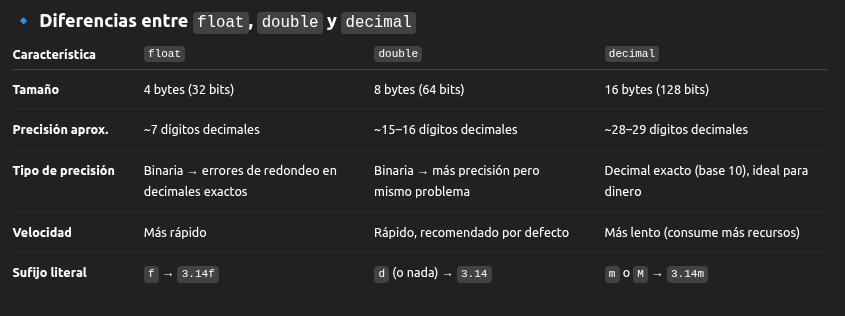 Diferencias entre float, double y decimal
Característica float double decimal
Tamaño 4 bytes (32 bits) 8 bytes (64 bits) 16 bytes (128 bits)
Precisión aprox. ~7 dígitos decimales ~15–16 dígitos decimales ~28–29 dígitos decimales
Tipo de precisión Binaria → errores de redondeo en Binaria → más precisión pero Decimal exacto (base 10), ideal para
decimales exactos mismo problema dinero
Velocidad Más rápido Rápido, recomendado por defecto Más lento (consume más recursos)
Sufijo literal f → 3.14f d (o nada) → 3.14 m o M → 3.14m